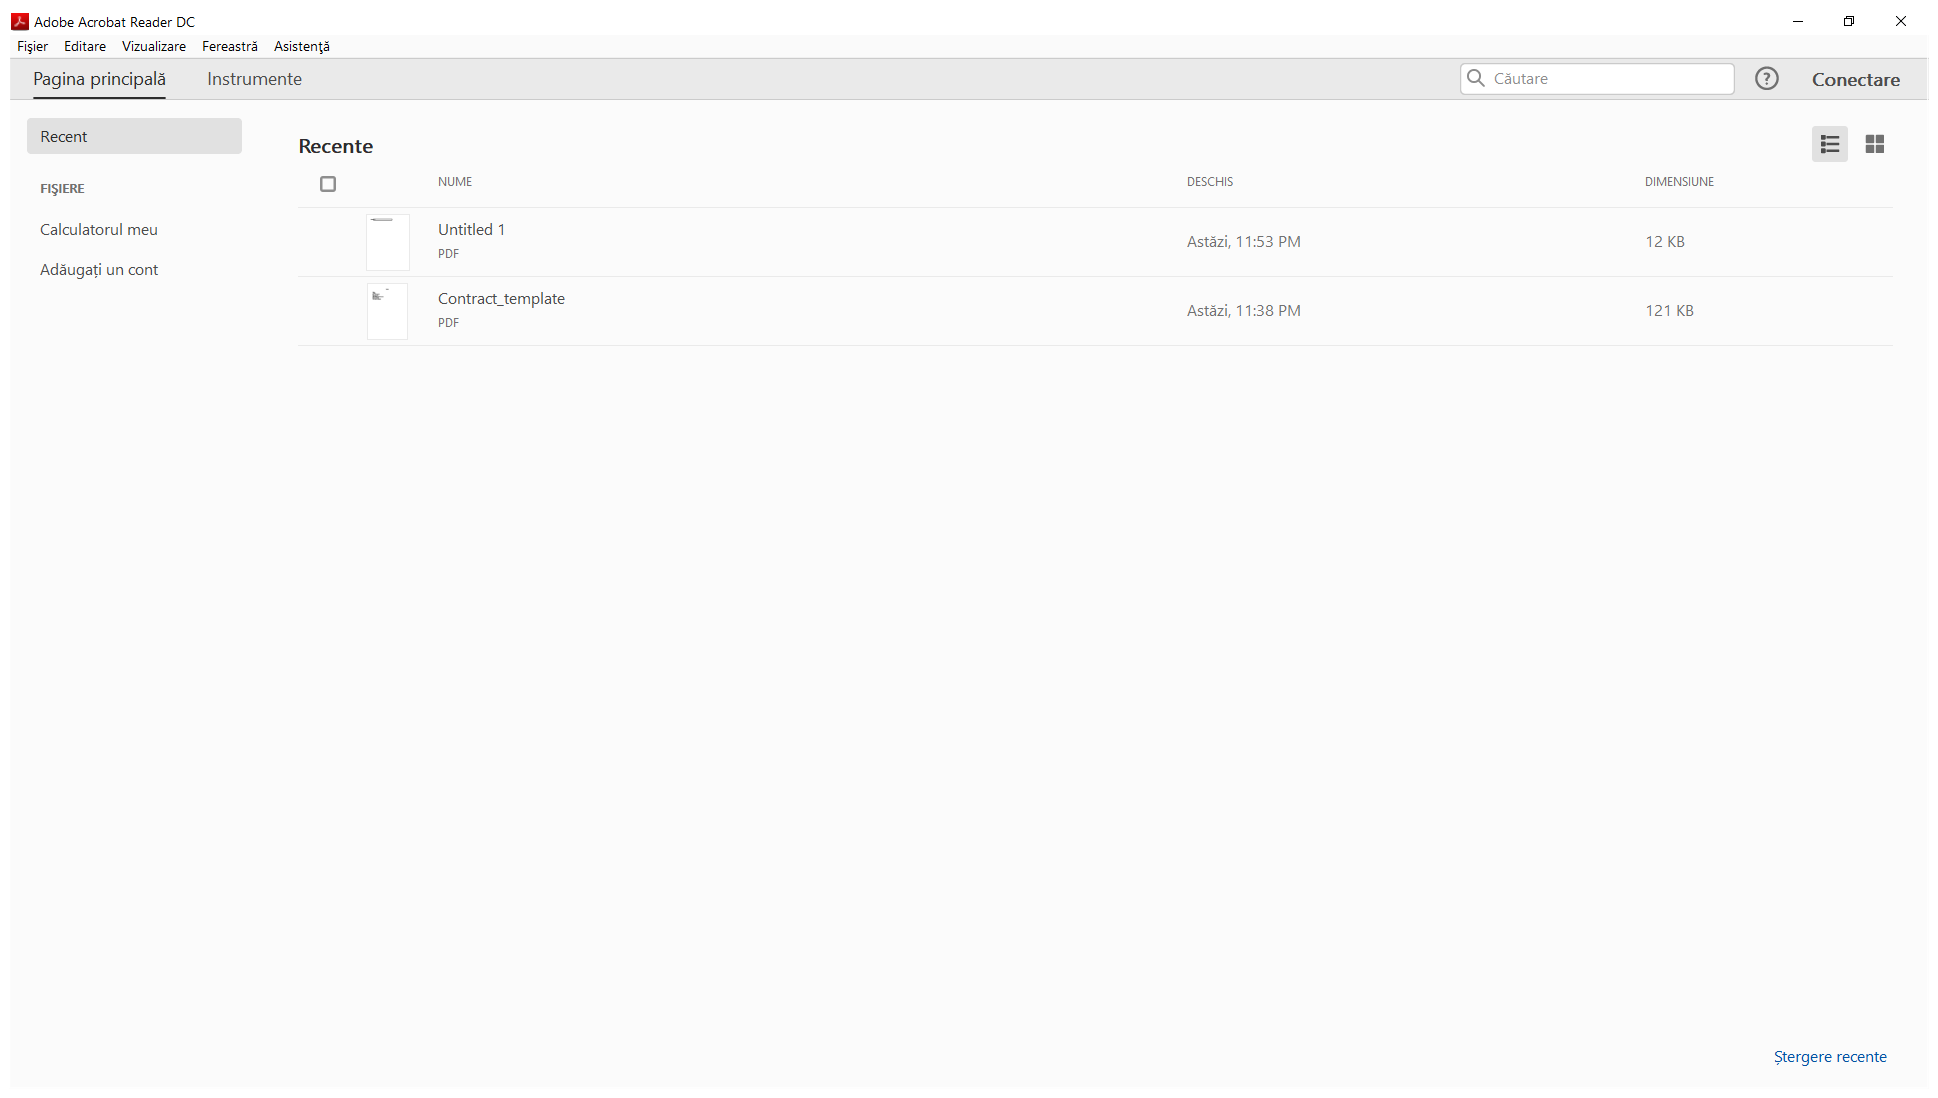 Adobe Acrobat Reader DC
Fişier Editare Vizualizare Fereastră Asistenţă
Pagina principală Instrumente Căutare ? Conectare
Recent
Recente
NUME DESCHIS DIMENSIUNE
FIŞIERE
Calculatorul meu
Adăugați un cont
Untitled 1
PDF
Astăzi, 11:53 PM
12 KB
Contract_template
PDF
Astăzi, 11:38 PM
121 KB
Ștergere recente